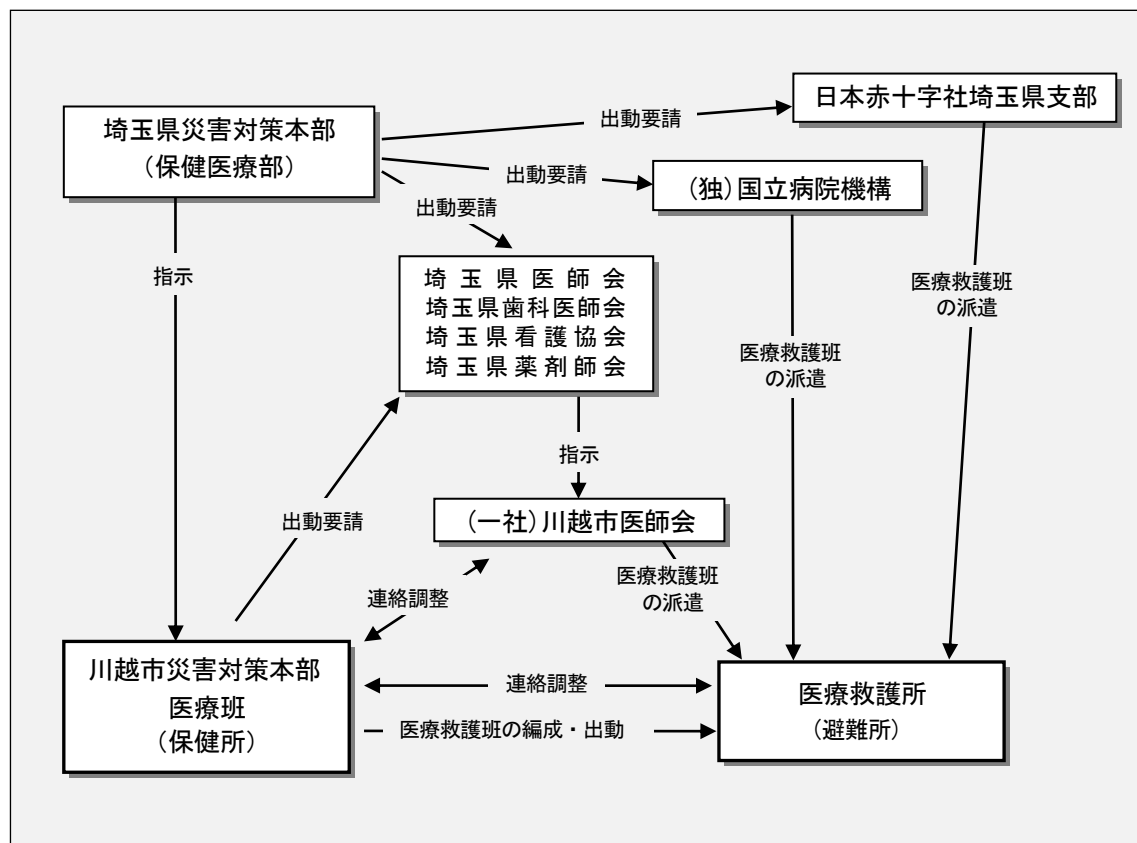 日本赤十字社埼玉県支部
埼玉県災害対策本部
（保健医療部）
出動要請
出動要請
（独）国立病院機構
出動要請
指示
埼玉県医師会
埼玉県歯科医師会
埼玉県看護協会
埼玉県薬剤師会
医療救護班
の派遣
医療救護班
の派遣
指示
出動要請
（一社）川越市医師会
医療救護班
の派遣
連絡調整
川越市災害対策本部
医療班
（保健所）
連絡調整
医療救護班の編成・出動
医療救護所
（避難所）